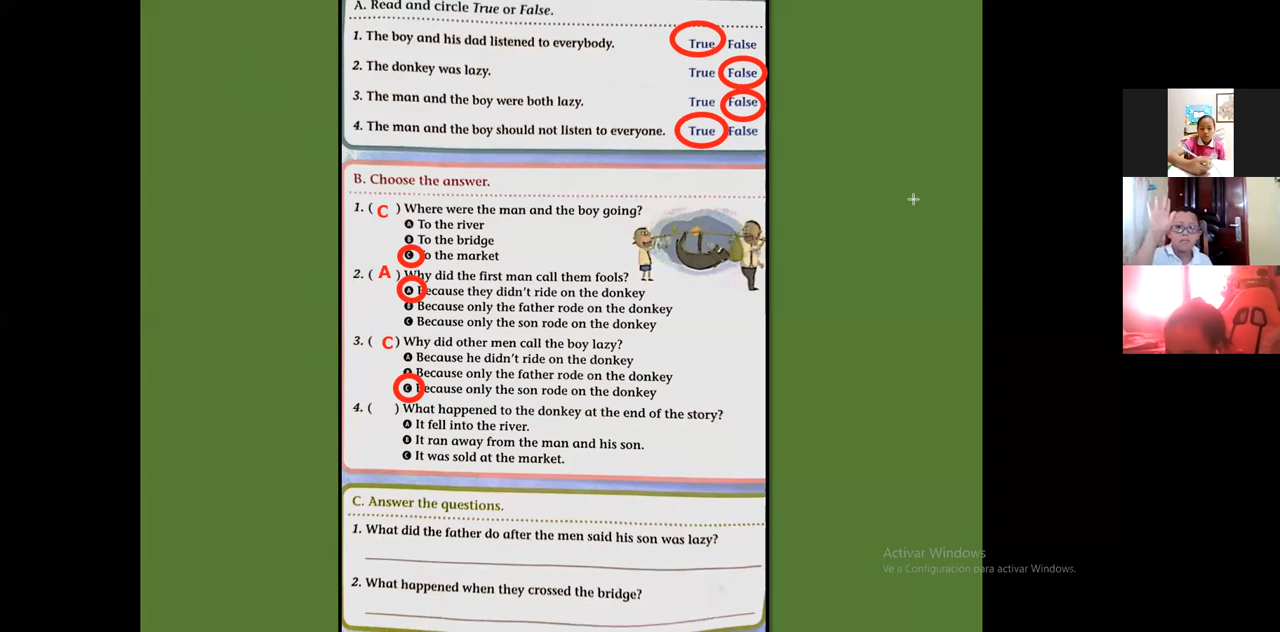 A. Read and circle True or False.
1. The boy and his dad listened to everybody. True False
2. The donkey was lazy. True False
3. The man and the boy were both lazy. True False
4. The man and the boy should not listen to everyone. True False
B. Choose the answer.
1. ( C ) Where were the man and the boy going?
A To the river
B To the bridge
C To the market
2. ( A ) Why did the first man call them fools?
A Because they didn't ride on the donkey
B Because only the father rode on the donkey
C Because only the son rode on the donkey
3. ( C ) Why did other men call the boy lazy?
A Because he didn't ride on the donkey
B Because only the father rode on the donkey
C Because only the son rode on the donkey
4. ( ) What happened to the donkey at the end of the story?
A It fell into the river.
B It ran away from the man and his son.
C It was sold at the market.
C. Answer the questions.
1. What did the father do after the men said his son was lazy?
2. What happened when they crossed the bridge?
Activar Windows
Ve a Configuración para activar Windows.